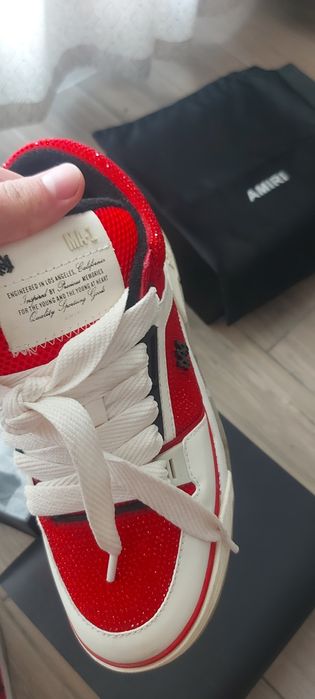 AMIRI
MA-1
ENGINEERED IN LOS ANGELES, California
Inspired by Precious MEMORIES
FOR THE YOUNG AND THE YOUNG AT HEART
Quality Sporting Goods